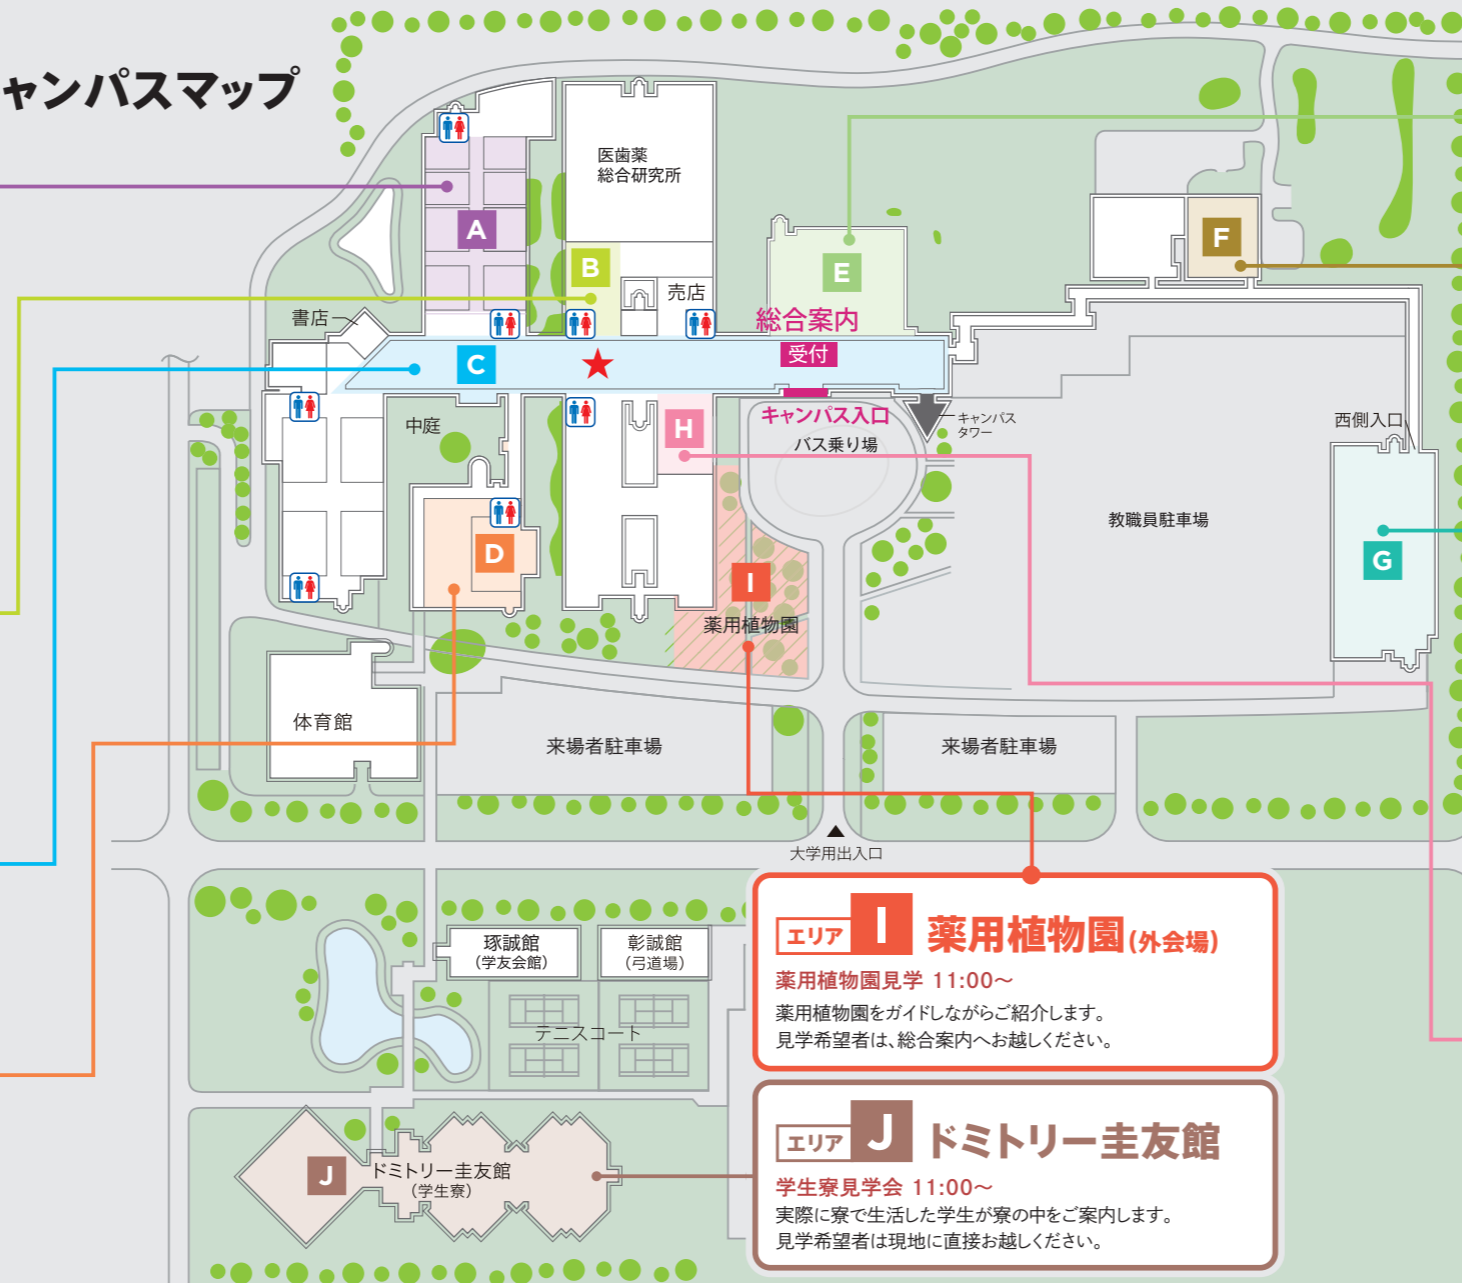 ャンパスマップ
医歯薬
総合研究所
A
B
E
F
売店
書店
総合案内
受付
C
キャンパス入口
バス乗り場
キャンパス
タワー
中庭
H
西側入口
D
I
薬用植物園
教職員駐車場
G
体育館
来場者駐車場
来場者駐車場
大学用出入口
琢誠館
(学友会館)
彰誠館
(弓道場)
テニスコート
エリア I 薬用植物園(外会場)
薬用植物園見学 11:00〜
薬用植物園をガイドしながらご紹介します。
見学希望者は、総合案内へお越しください。
J
ドミトリー圭友館
(学生寮)
エリア J ドミトリー圭友館
学生寮見学会 11:00〜
実際に寮で生活した学生が寮の中をご案内します。
見学希望者は現地に直接お越しください。